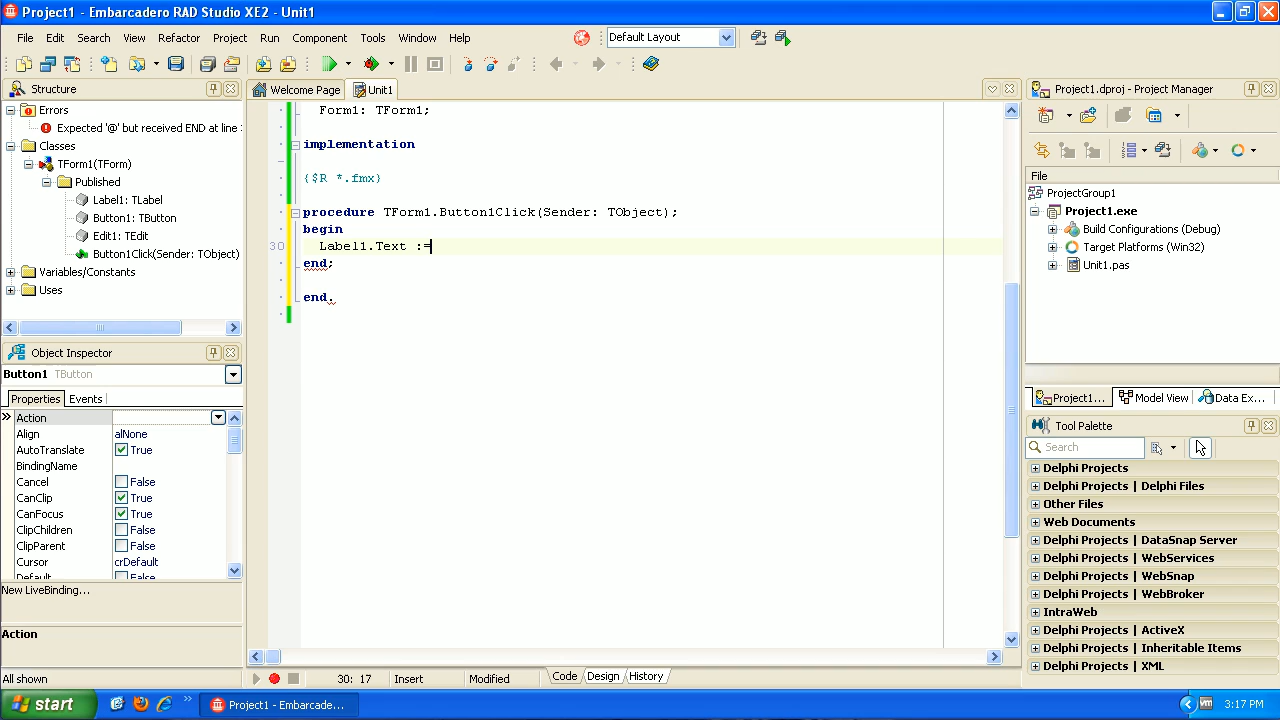 Project1 - Embarcadero RAD Studio XE2 - Unit1
File Edit Search View Refactor Project Run Component Tools Window Help
Default Layout
Structure
Errors
Expected '@' but received END at line
Classes
TForm1(TForm)
Published
Label1: TLabel
Button1: TButton
Edit1: TEdit
Button1Click(Sender: TObject)
Variables/Constants
Uses
Object Inspector
Button1 TButton
Properties Events
Action
Align alNone
AutoTranslate True
BindingName
Cancel False
CanClip True
CanFocus True
ClipChildren False
ClipParent False
Cursor crDefault
Default False
New LiveBinding...
Action
All shown
Welcome Page Unit1
Form1: TForm1;
implementation
{$R *.fmx}
procedure TForm1.Button1Click(Sender: TObject);
begin
30 Label1.Text :=
end;
end.
30: 17 Insert Modified Code Design History
Project1.dproj - Project Manager
File
ProjectGroup1
Project1.exe
Build Configurations (Debug)
Target Platforms (Win32)
Unit1.pas
Project1... Model View Data Ex...
Tool Palette
Search
Delphi Projects
Delphi Projects | Delphi Files
Other Files
Web Documents
Delphi Projects | DataSnap Server
Delphi Projects | WebServices
Delphi Projects | WebSnap
Delphi Projects | WebBroker
IntraWeb
Delphi Projects | ActiveX
Delphi Projects | Inheritable Items
Delphi Projects | XML
start Project1 - Embarcade... 3:17 PM